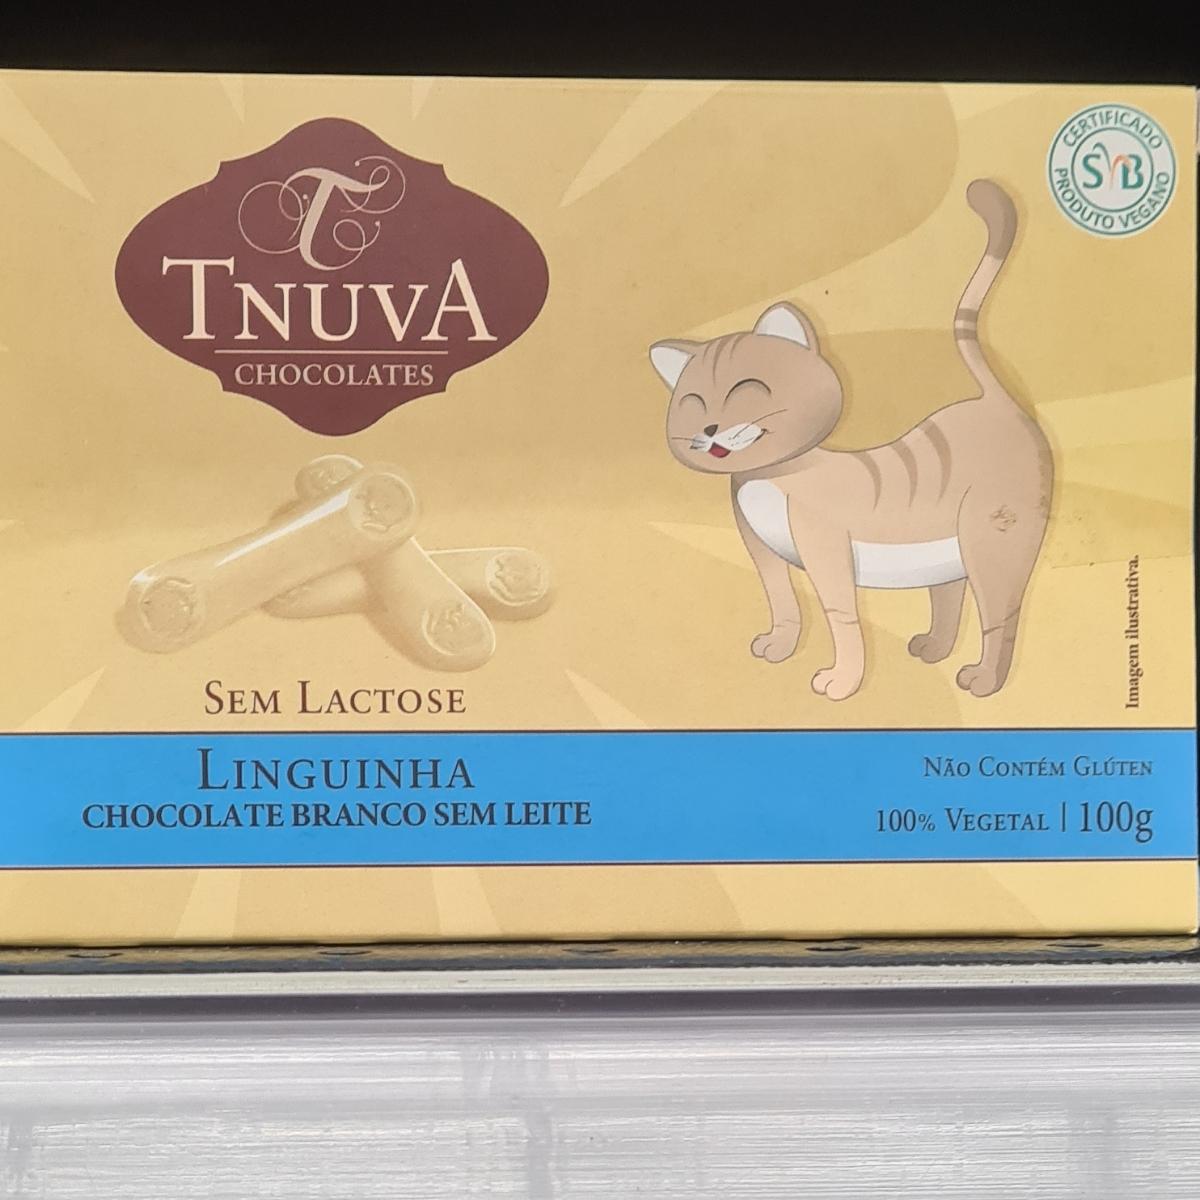 T
TNUVA
CHOCOLATES
CERTIFICADO
SVB
PRODUTO VEGANO
SEM LACTOSE
Imagem ilustrativa.
LINGUINHA
CHOCOLATE BRANCO SEM LEITE
NÃO CONTÉM GLÚTEN
100% VEGETAL | 100g